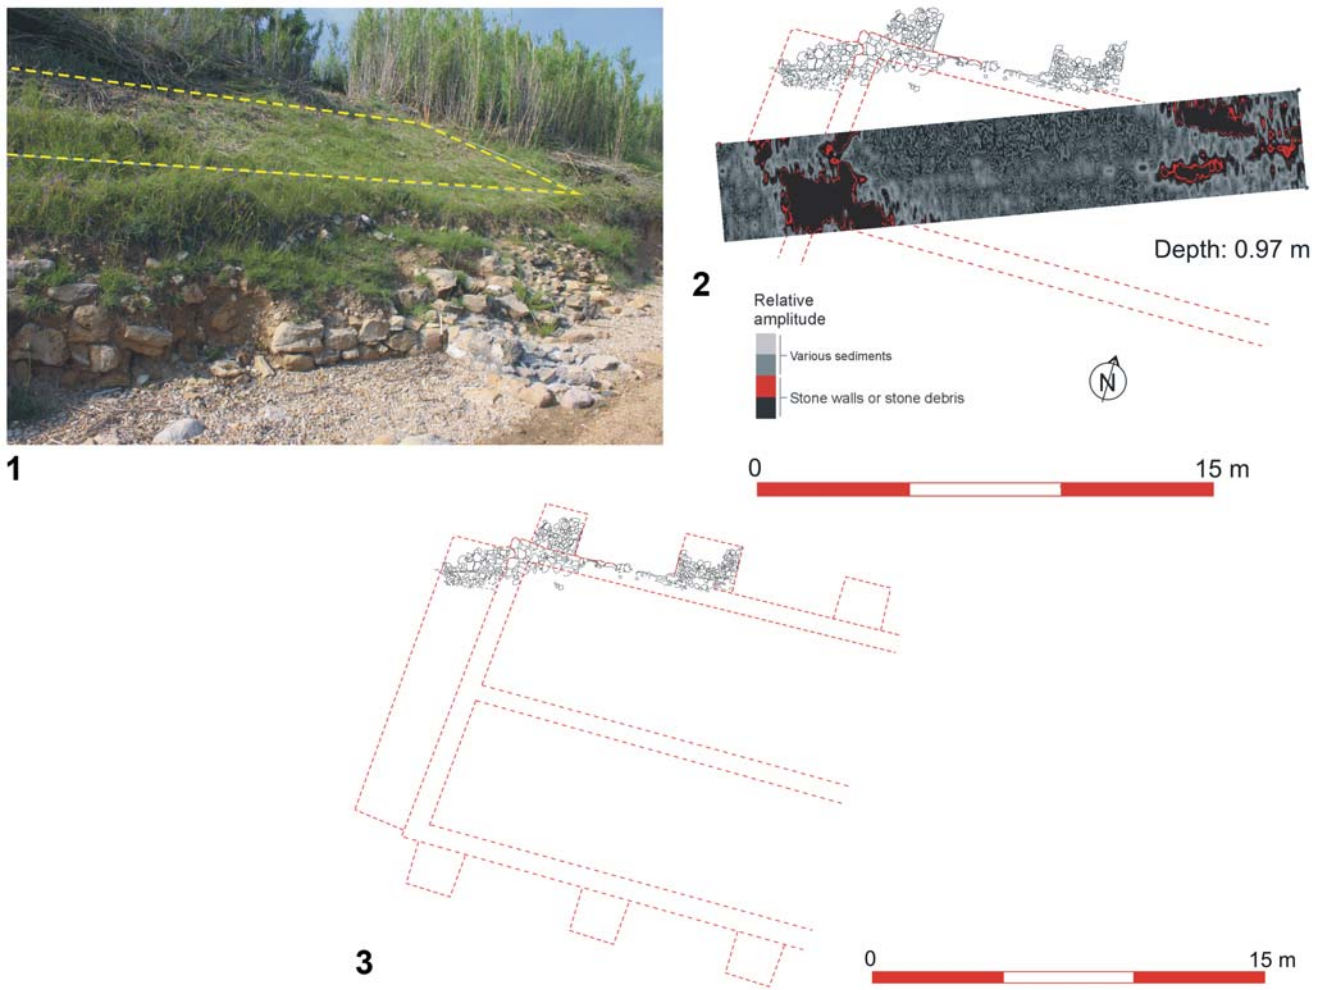 1
2
Depth: 0.97 m
Relative
amplitude
Various sediments
Stone walls or stone debris
N
0 15 m
3
0 15 m